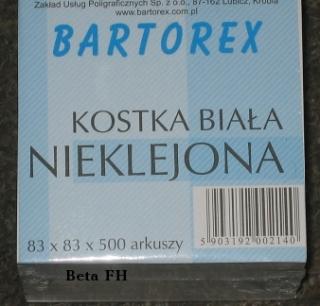 Zakład Usług Poligraficznych Sp. z o.o., 87-162 Lubicz, Krobia
www.bartorex.com.pl
BARTOREX
KOSTKA BIAŁA
NIEKLEJONA
83 x 83 x 500 arkuszy
5 903192 002140
Beta FH